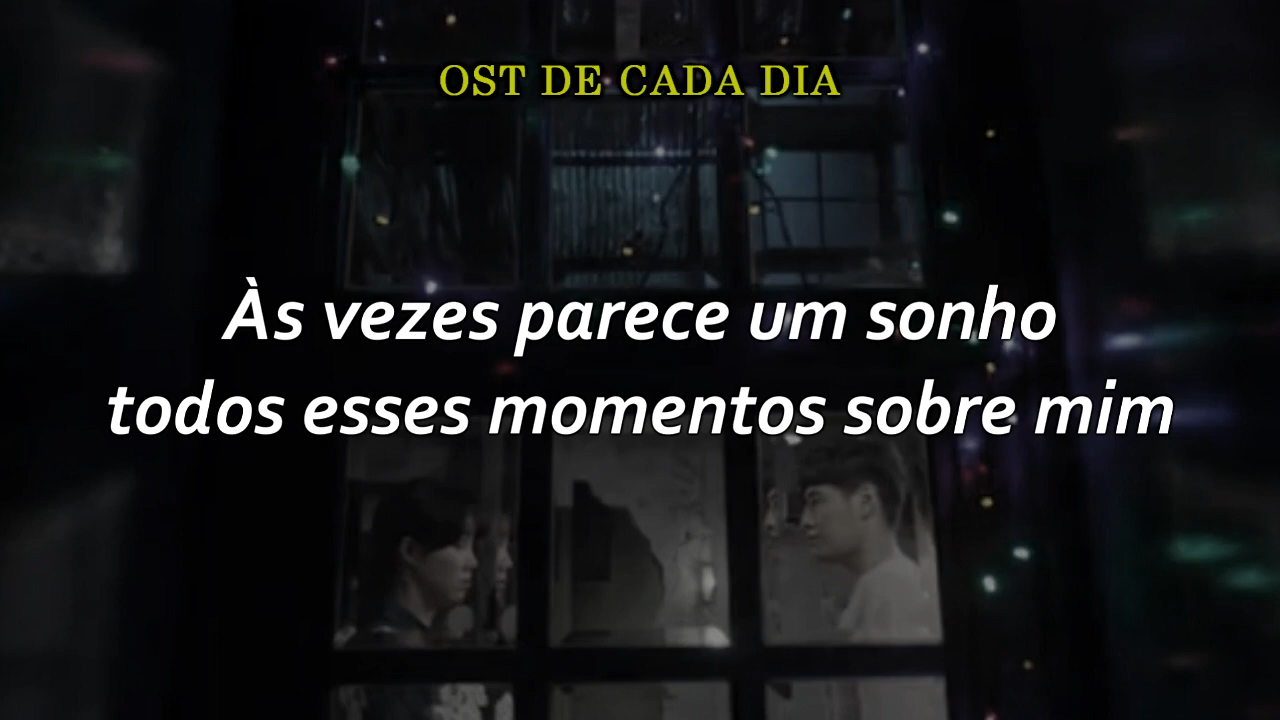 OST DE CADA DIA
Às vezes parece um sonho
todos esses momentos sobre mim